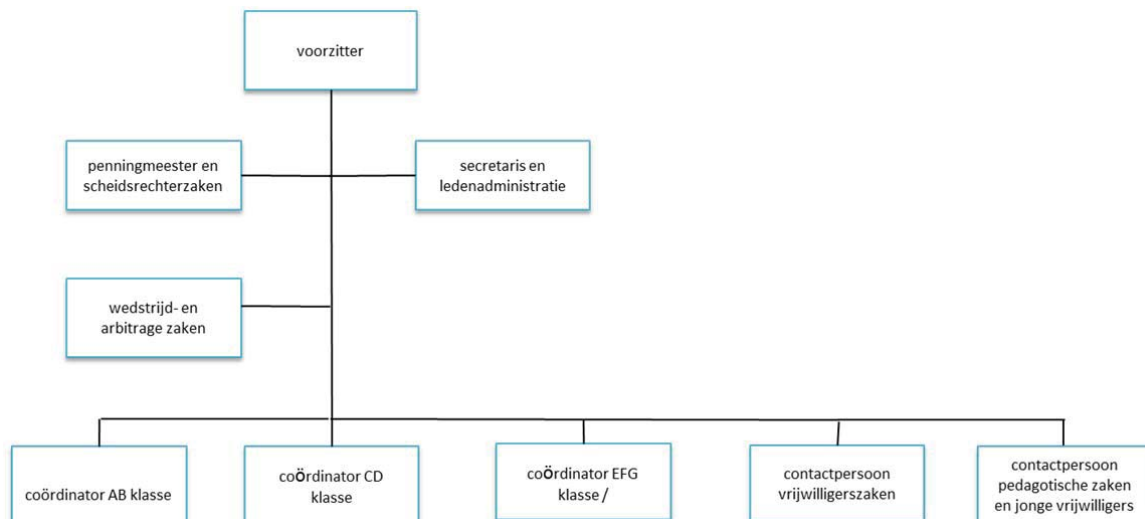 voorzitter
penningmeester en
scheidsrechterzaken
secretaris en
ledenadministratie
wedstrijd- en
arbitrage zaken
coördinator AB klasse
coördinator CD
klasse
coördinator EFG
klasse /
contactpersoon
vrijwilligerszaken
contactpersoon
pedagotische zaken
en jonge vrijwilligers